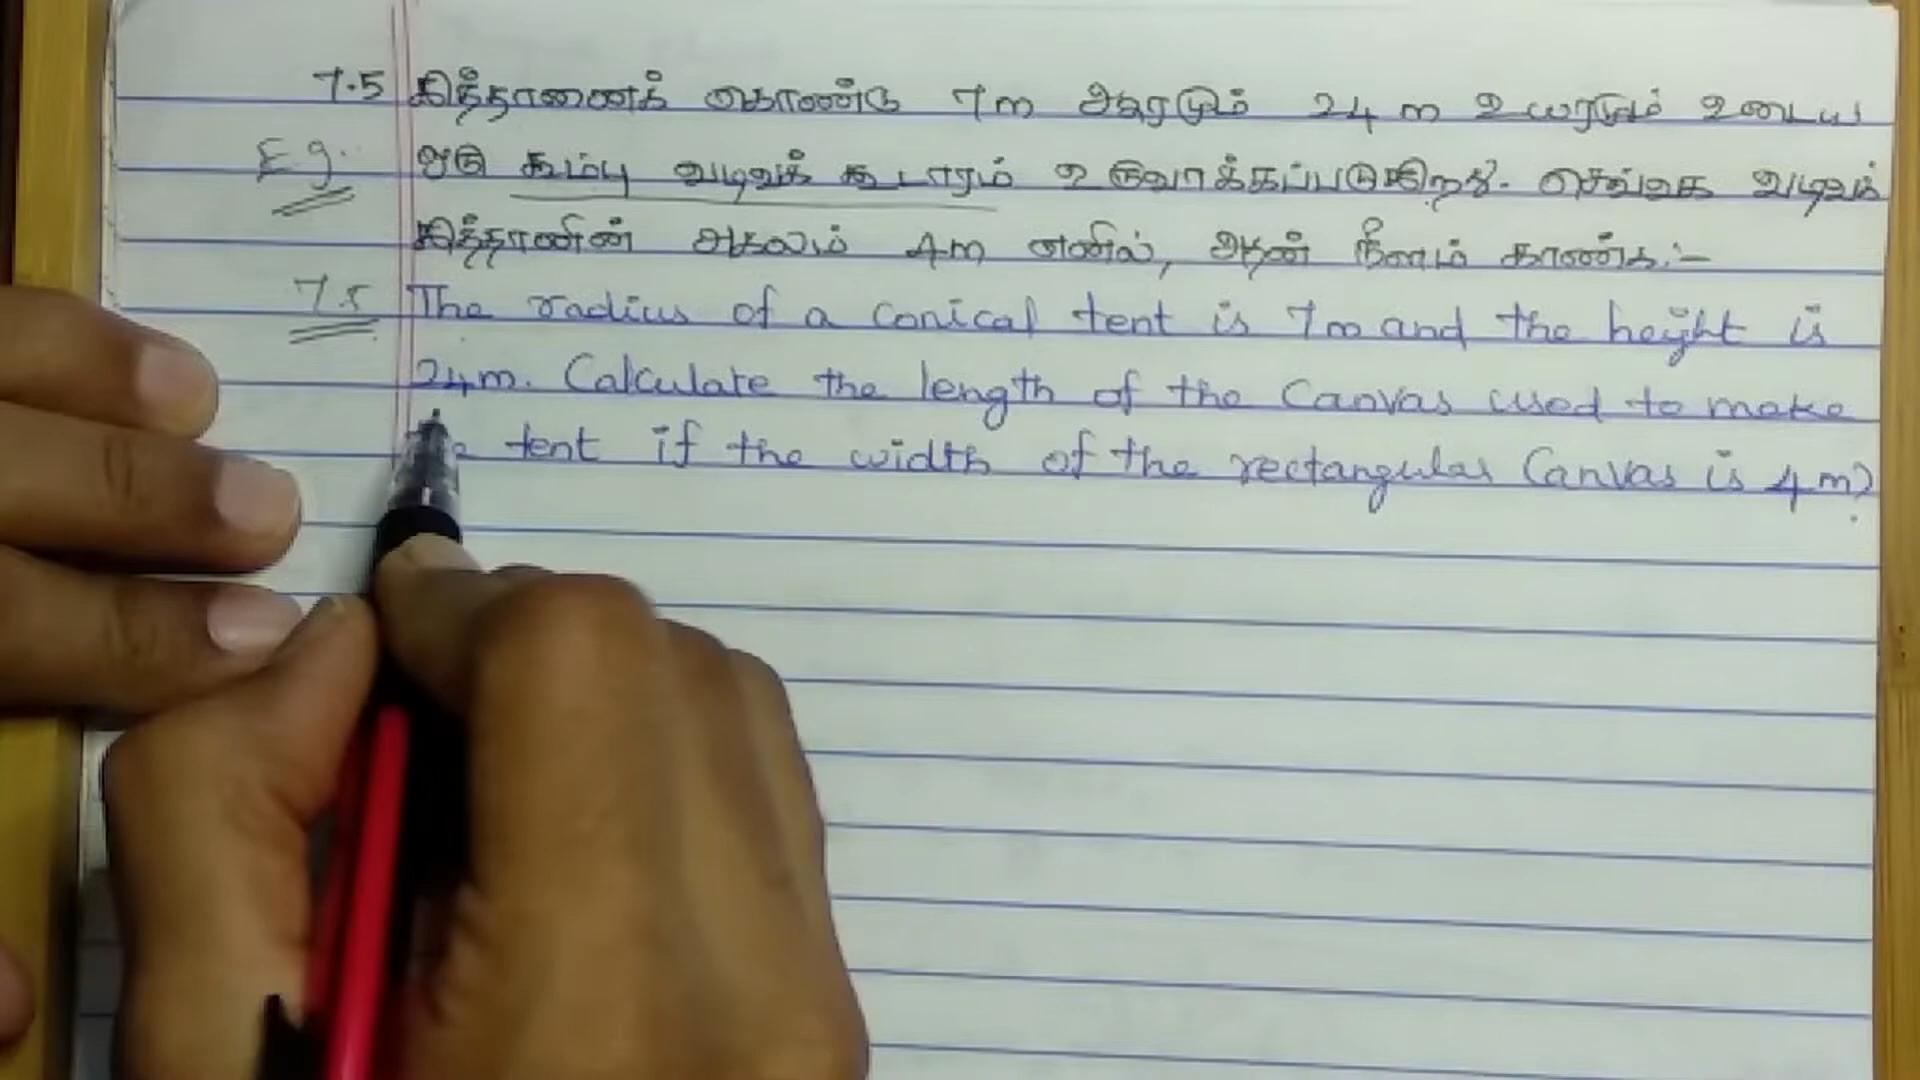 7.5 கித்தானைக் கொண்டு 7m ஆரமும் 24 m உயரமும் உடைய
Eg. ஒரு கூம்பு வடிவக் கூடாரம் உருவாக்கப்படுகிறது. செவ்வக வடிவக்
கித்தானின் அகலம் 4m எனில், அதன் நீளம் காண்க:-
7.5 The radius of a conical tent is 7m and the height is
24m. Calculate the length of the Canvas used to make
tent if the width of the rectangular Canvas is 4m?